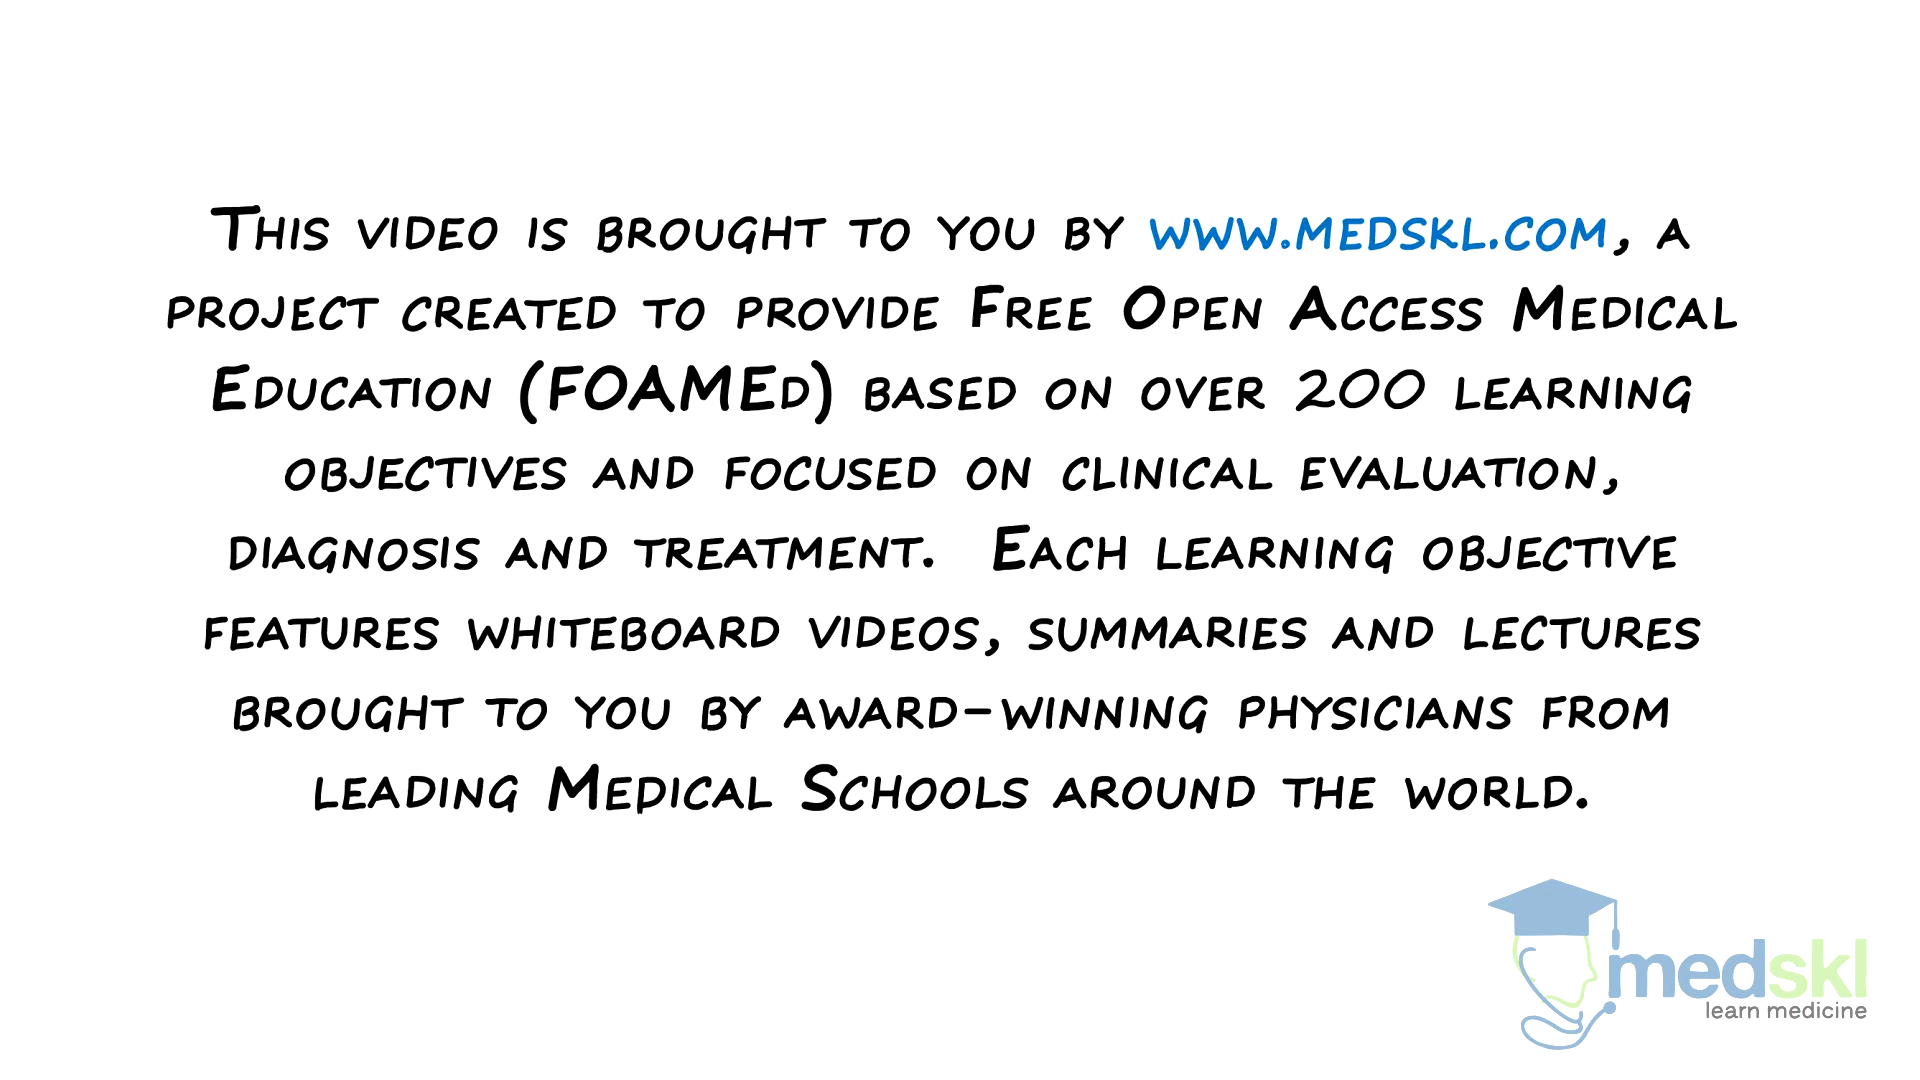 This video is brought to you by www.medskl.com, a
project created to provide Free Open Access Medical
Education (FOAMEd) based on over 200 learning
objectives and focused on clinical evaluation,
diagnosis and treatment.  Each learning objective
features whiteboard videos, summaries and lectures
brought to you by award-winning physicians from
leading Medical Schools around the world.
medskl
learn medicine